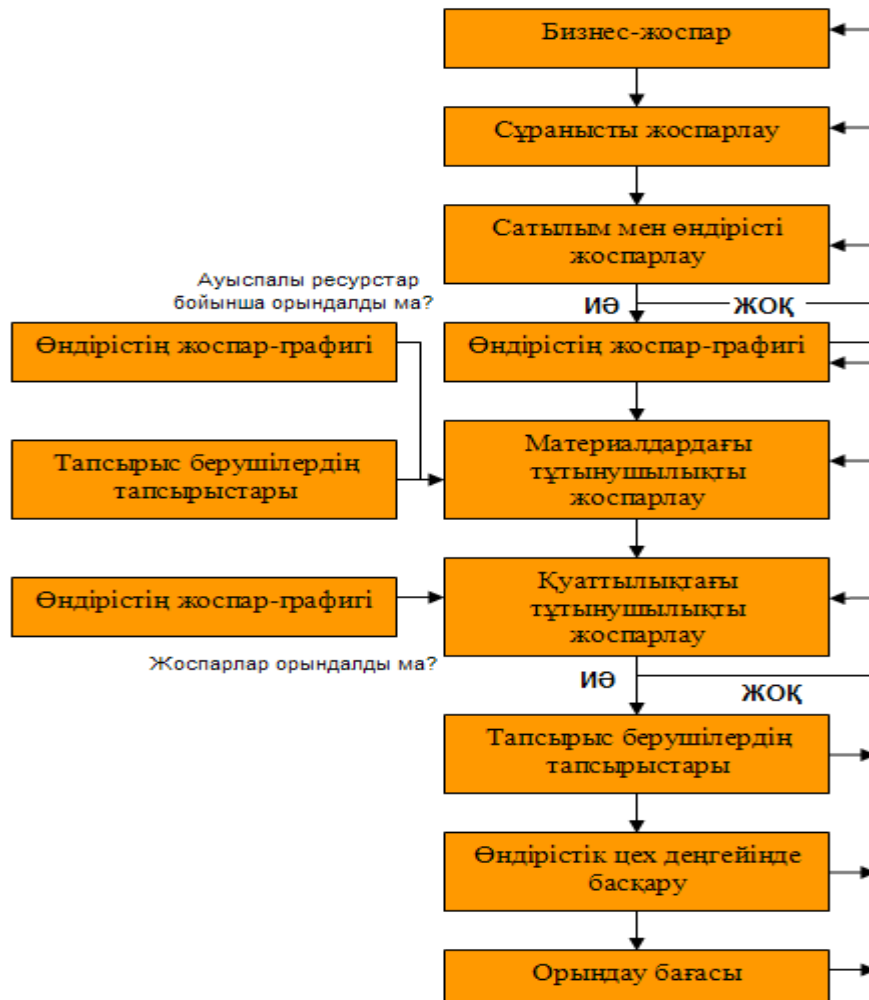 Бизнес-жоспар
Сұранысты жоспарлау
Сатылым мен өндірісті
жоспарлау
Ауыспалы ресурстар
бойынша орындалды ма?
ИӘ
ЖОҚ
Өндірістің жоспар-графигі
Өндірістің жоспар-графигі
Тапсырыс берушілердің
тапсырыстары
Материалдардағы
тұтынушылықты
жоспарлау
Өндірістің жоспар-графигі
Қуаттылықтағы
тұтынушылықты
жоспарлау
Жоспарлар орындалды ма?
ИӘ
ЖОҚ
Тапсырыс берушілердің
тапсырыстары
Өндірістік цех деңгейінде
басқару
Орындау бағасы